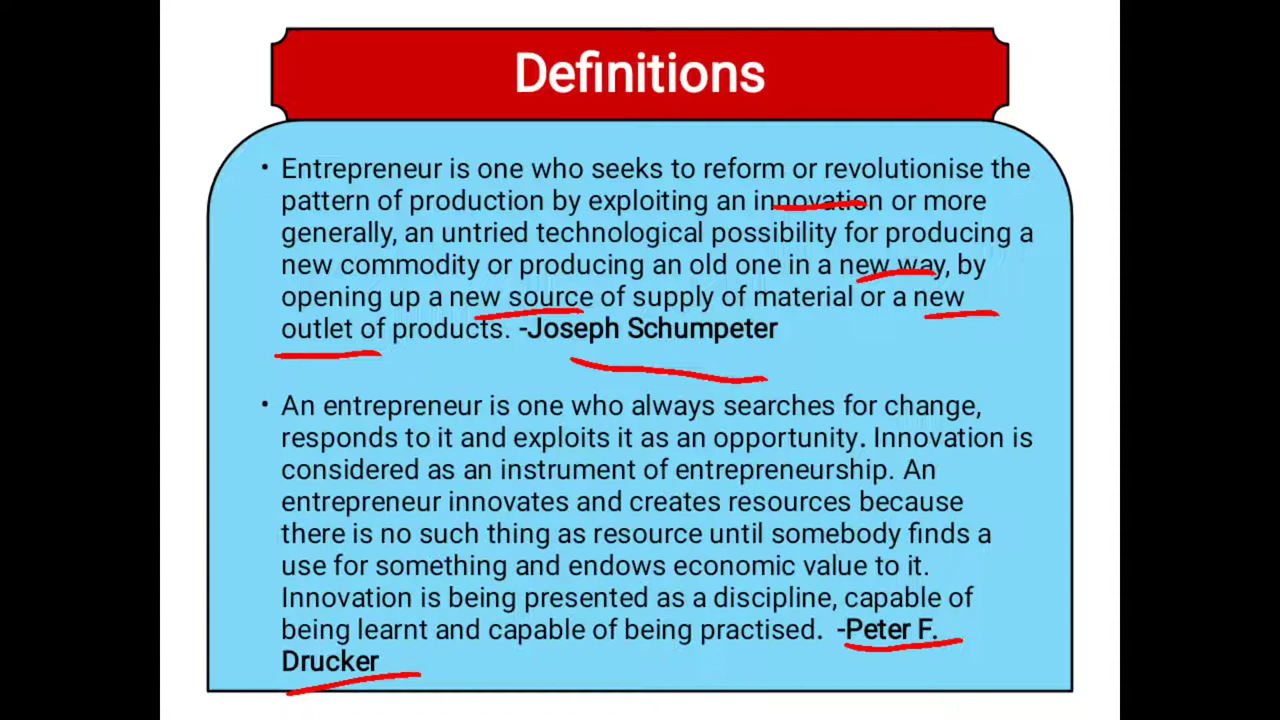 Definitions
• Entrepreneur is one who seeks to reform or revolutionise the
pattern of production by exploiting an innovation or more
generally, an untried technological possibility for producing a
new commodity or producing an old one in a new way, by
opening up a new source of supply of material or a new
outlet of products. -Joseph Schumpeter
• An entrepreneur is one who always searches for change,
responds to it and exploits it as an opportunity. Innovation is
considered as an instrument of entrepreneurship. An
entrepreneur innovates and creates resources because
there is no such thing as resource until somebody finds a
use for something and endows economic value to it.
Innovation is being presented as a discipline, capable of
being learnt and capable of being practised. -Peter F.
Drucker